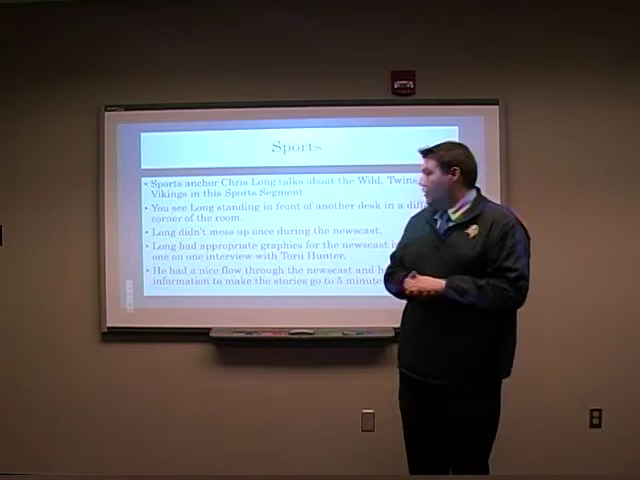 Sports
• Sports anchor Chris Long talks about the Wild, Twins
Vikings in this Sports Segment.
• You see Long standing in front of another desk in a
corner of the room.
• Long didn't mess up once during the newscast.
• Long had appropriate graphics for the newscast
one on one interview with Torii Hunter.
• He had a nice flow through the newscast and
information to make the stories go to 5